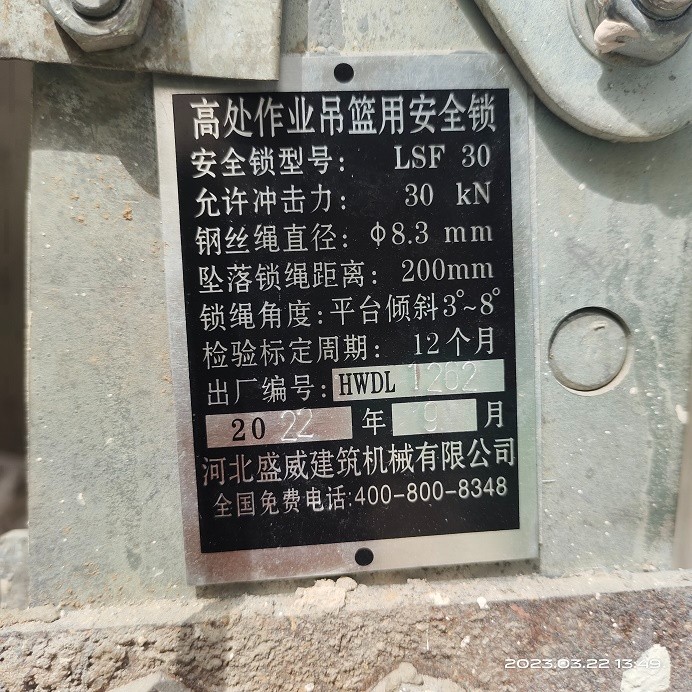 高处作业吊篮用安全锁
安全锁型号: LSF 30
允许冲击力: 30 kN
钢丝绳直径: Φ8.3 mm
坠落锁绳距离: 200mm
锁绳角度:平台倾斜3°~8°
检验标定周期: 12个月
出厂编号: HWDL 1262
2022 年 9 月
河北盛威建筑机械有限公司
全国免费电话:400-800-8348
2023.03.22 13:49